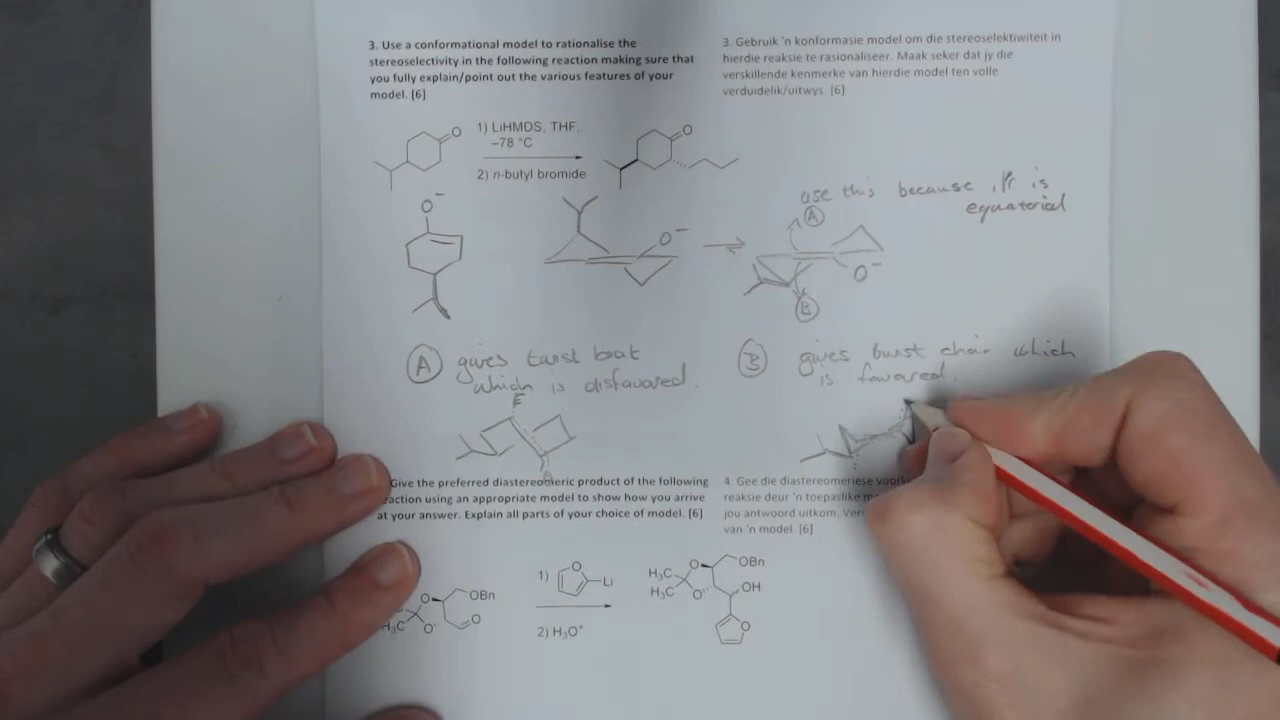 3. Use a conformational model to rationalise the
stereoselectivity in the following reaction making sure that
you fully explain/point out the various features of your
model. [6]
3. Gebruik 'n konformasie model om die stereoselektiwiteit in
hierdie reaksie te rasionaliseer. Maak seker dat jy die
verskillende kenmerke van hierdie model ten volle
verduidelik/uitwys. [6]
O
1) LiHMDS, THF,
−78 °C
2) n-butyl bromide
O
use this because iPr is
equatorial
O−
O−
A
O−
B
A gives twist boat
which is disfavoured.
B gives twist chair which
is favoured.
E
Give the preferred diastereomeric product of the following
action using an appropriate model to show how you arrive
at your answer. Explain all parts of your choice of model. [6]
4. Gee die diastereomeriese
reaksie deur 'n toepaslike
jou antwoord uitkom.
van 'n model. [6]
O
OBn
O
O
H₃C
1)
O
Li
2) H₃O⁺
H₃C
H₃C
O
O
OBn
OH
O